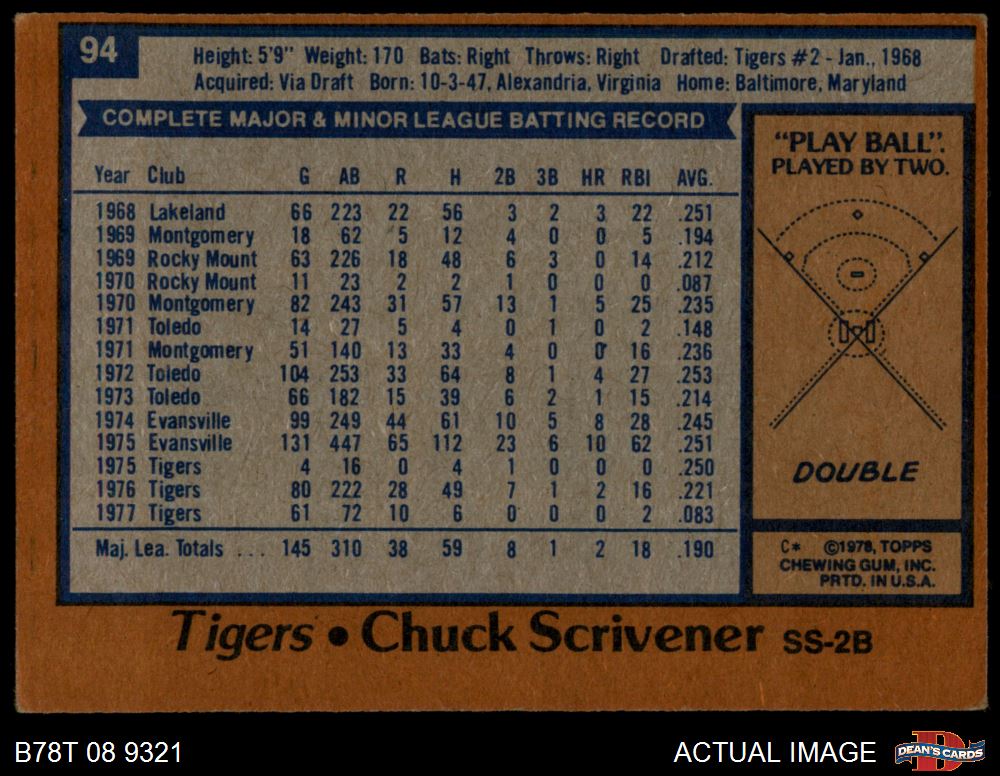 94
Height: 5'9" Weight: 170 Bats: Right Throws: Right Drafted: Tigers #2 - Jan., 1968
Acquired: Via Draft Born: 10-3-47, Alexandria, Virginia Home: Baltimore, Maryland
COMPLETE MAJOR & MINOR LEAGUE BATTING RECORD
Year Club G AB R H 2B 3B HR RBI AVG.
1968 Lakeland 66 223 22 56 3 2 3 22 .251
1969 Montgomery 18 62 5 12 4 0 0 5 .194
1969 Rocky Mount 63 226 18 48 6 3 0 14 .212
1970 Rocky Mount 11 23 2 2 1 0 0 0 .087
1970 Montgomery 82 243 31 57 13 1 5 25 .235
1971 Toledo 14 27 5 4 0 1 0 2 .148
1971 Montgomery 51 140 13 33 4 0 0 16 .236
1972 Toledo 104 253 33 64 8 1 4 27 .253
1973 Toledo 66 182 15 39 6 2 1 15 .214
1974 Evansville 99 249 44 61 10 5 8 28 .245
1975 Evansville 131 447 65 112 23 6 10 62 .251
1975 Tigers 4 16 0 4 1 0 0 0 .250
1976 Tigers 80 222 28 49 7 1 2 16 .221
1977 Tigers 61 72 10 6 0 0 0 2 .083
Maj. Lea. Totals ... 145 310 38 59 8 1 2 18 .190
"PLAY BALL".
PLAYED BY TWO.
DOUBLE
C* ©1978, TOPPS
CHEWING GUM, INC.
PRTD. IN U.S.A.
Tigers • Chuck Scrivener SS-2B
B78T 08 9321
ACTUAL IMAGE
D
DEAN'S CARDS